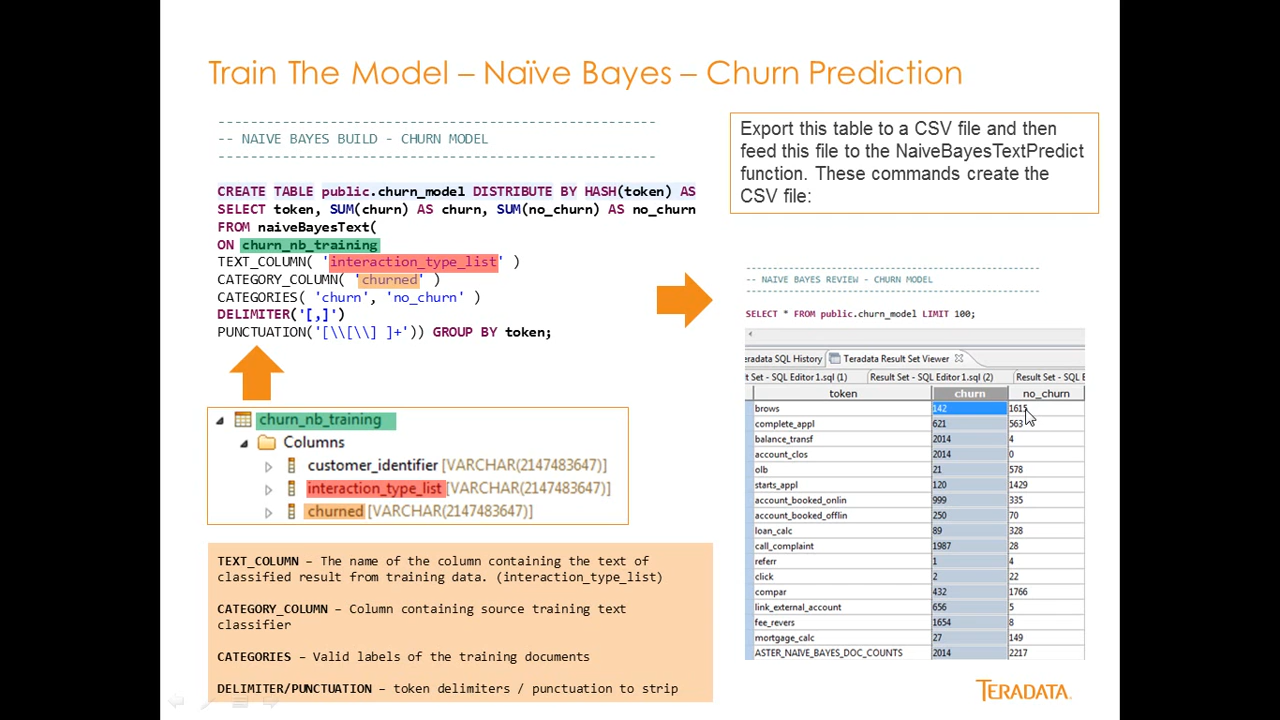 Train The Model – Naïve Bayes – Churn Prediction
-----------------------------------------------------
-- NAIVE BAYES BUILD - CHURN MODEL
-----------------------------------------------------
CREATE TABLE public.churn_model DISTRIBUTE BY HASH(token) AS
SELECT token, SUM(churn) AS churn, SUM(no_churn) AS no_churn
FROM naiveBayesText(
ON churn_nb_training
TEXT_COLUMN( 'interaction_type_list' )
CATEGORY_COLUMN( 'churned' )
CATEGORIES( 'churn', 'no_churn' )
DELIMITER('[,]')
PUNCTUATION('[\\[\\] ]+')) GROUP BY token;
churn_nb_training
Columns
customer_identifier [VARCHAR(2147483647)]
interaction_type_list [VARCHAR(2147483647)]
churned [VARCHAR(2147483647)]
TEXT_COLUMN – The name of the column containing the text of
classified result from training data. (interaction_type_list)
CATEGORY_COLUMN – Column containing source training text
classifier
CATEGORIES – Valid labels of the training documents
DELIMITER/PUNCTUATION – token delimiters / punctuation to strip
Export this table to a CSV file and then
feed this file to the NaiveBayesTextPredict
function. These commands create the
CSV file:
-----------------------------------------------------
-- NAIVE BAYES REVIEW - CHURN MODEL
-----------------------------------------------------
SELECT * FROM public.churn_model LIMIT 100;
eradata SQL History Teradata Result Set Viewer
lt Set - SQL Editor 1.sql (1) Result Set - SQL Editor 1.sql (2) Result Set - SQL E
token churn no_churn
brows 142 1615
complete_appl 621 563
balance_transf 2014 4
account_clos 2014 0
olb 21 578
starts_appl 120 1429
account_booked_onlin 999 335
account_booked_offlin 250 70
loan_calc 89 328
call_complaint 1987 28
referr 1 4
click 2 22
compar 432 1766
link_external_account 656 5
fee_revers 1654 8
mortgage_calc 27 149
ASTER_NAIVE_BAYES_DOC_COUNTS 2014 2217
TERADATA.